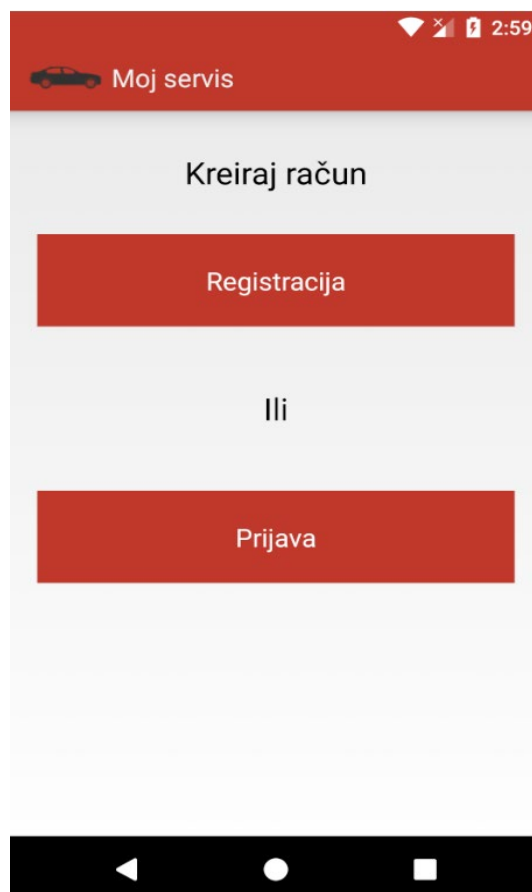 2:59
Moj servis
Kreiraj račun
Registracija
Ili
Prijava